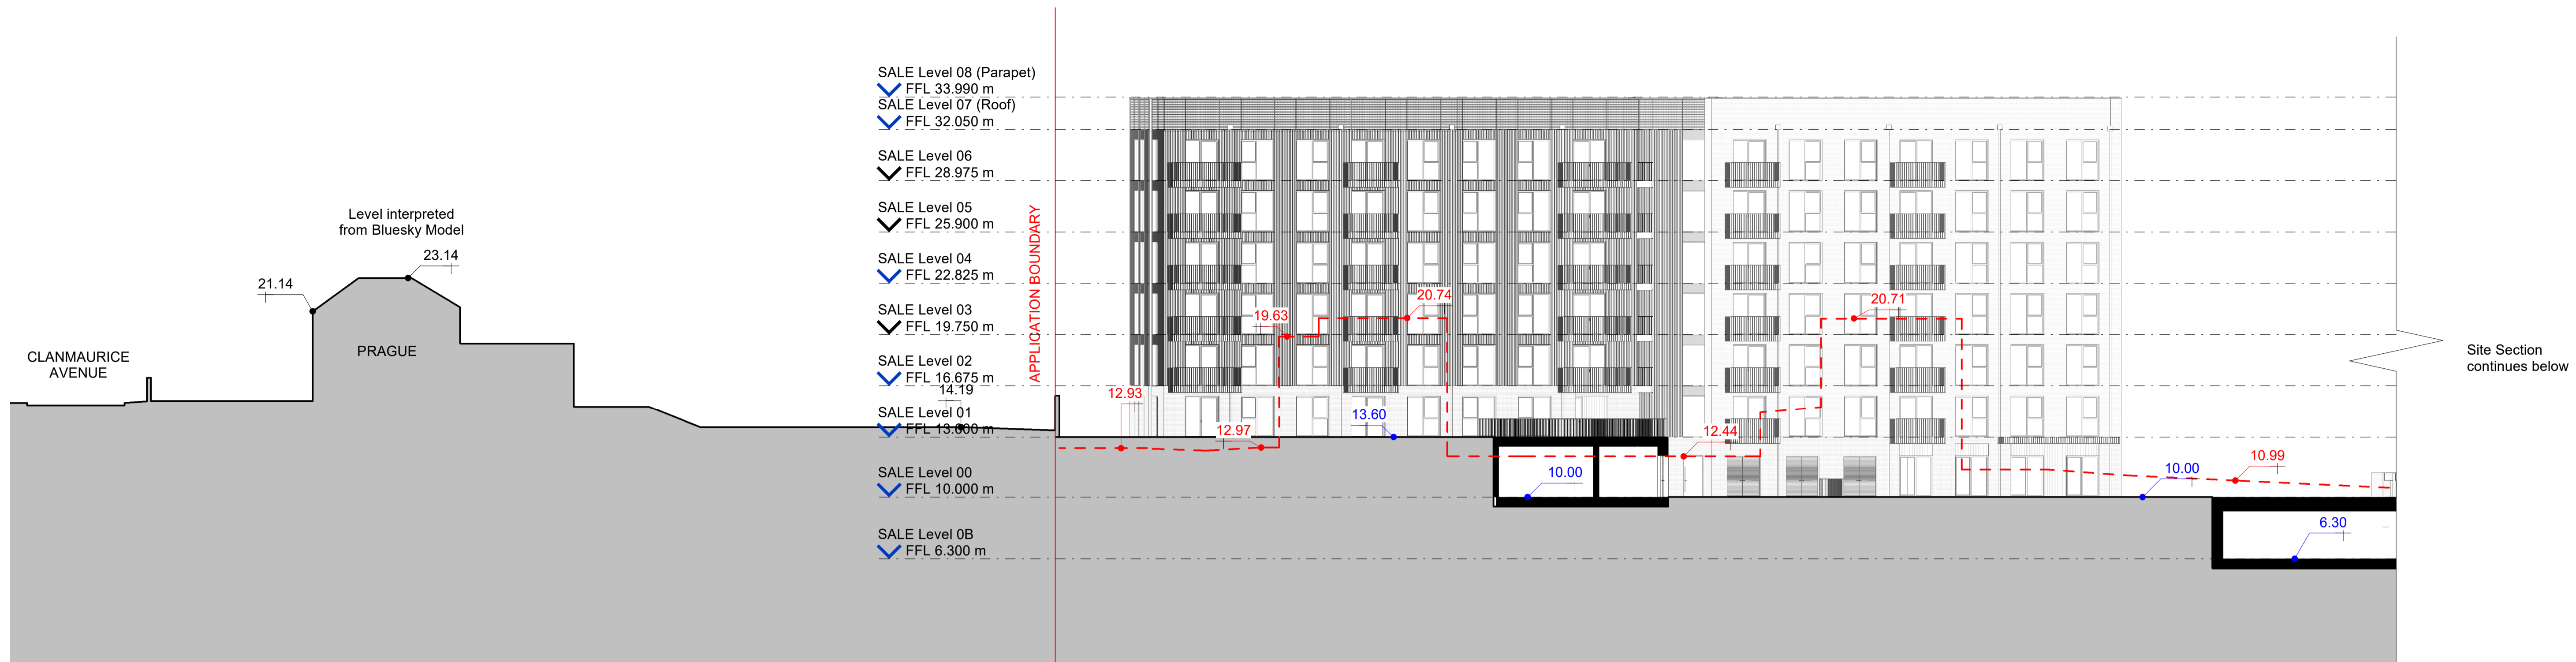 SALE Level 08 (Parapet)
FFL 33.990 m
SALE Level 07 (Roof)
FFL 32.050 m
SALE Level 06
FFL 28.975 m
SALE Level 05
FFL 25.900 m
SALE Level 04
FFL 22.825 m
SALE Level 03
FFL 19.750 m
SALE Level 02
FFL 16.675 m
14.19
SALE Level 01
FFL 13.600 m
SALE Level 00
FFL 10.000 m
SALE Level 0B
FFL 6.300 m
Level interpreted
from Bluesky Model
23.14
21.14
PRAGUE
CLANMAURICE
AVENUE
APPLICATION BOUNDARY
12.93
12.97
19.63
20.74
13.60
10.00
12.44
20.71
10.00
10.99
6.30
Site Section
continues below